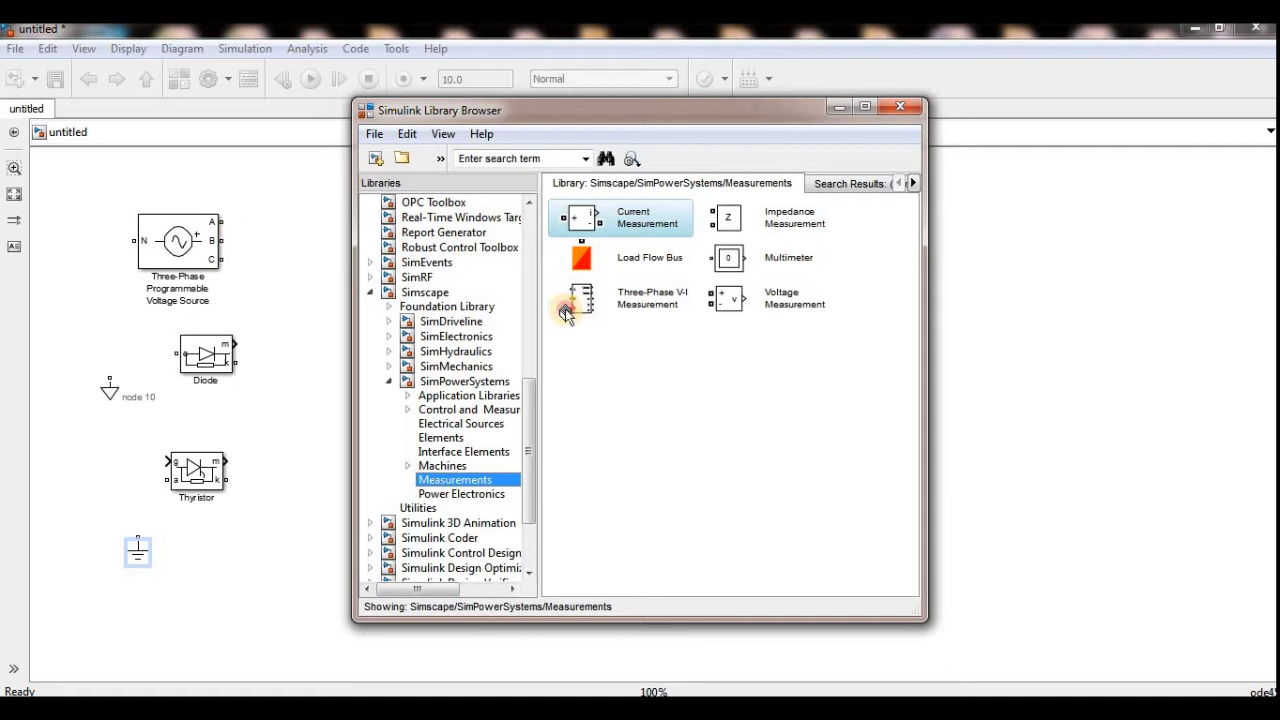 untitled *
File Edit View Display Diagram Simulation Analysis Code Tools Help
10.0
Normal
untitled
untitled
N
A
B
C
+
Three-Phase
Programmable
Voltage Source
a
m
k
Diode
node 10
g
a
m
k
Thyristor
Simulink Library Browser
File Edit View Help
»
Enter search term
Libraries
Library: Simscape/SimPowerSystems/Measurements
Search Results:
OPC Toolbox
Real-Time Windows Targ
Report Generator
Robust Control Toolbox
SimEvents
SimRF
Simscape
Foundation Library
SimDriveline
SimElectronics
SimHydraulics
SimMechanics
SimPowerSystems
Application Libraries
Control and Measur
Electrical Sources
Elements
Interface Elements
Machines
Measurements
Power Electronics
Utilities
Simulink 3D Animation
Simulink Coder
Simulink Control Design
Simulink Design Optimiz
+ i -
Current
Measurement
Z
Impedance
Measurement
Load Flow Bus
0
Multimeter
Three-Phase V-I
Measurement
+ - v
Voltage
Measurement
Showing: Simscape/SimPowerSystems/Measurements
»
Ready
100%
ode4